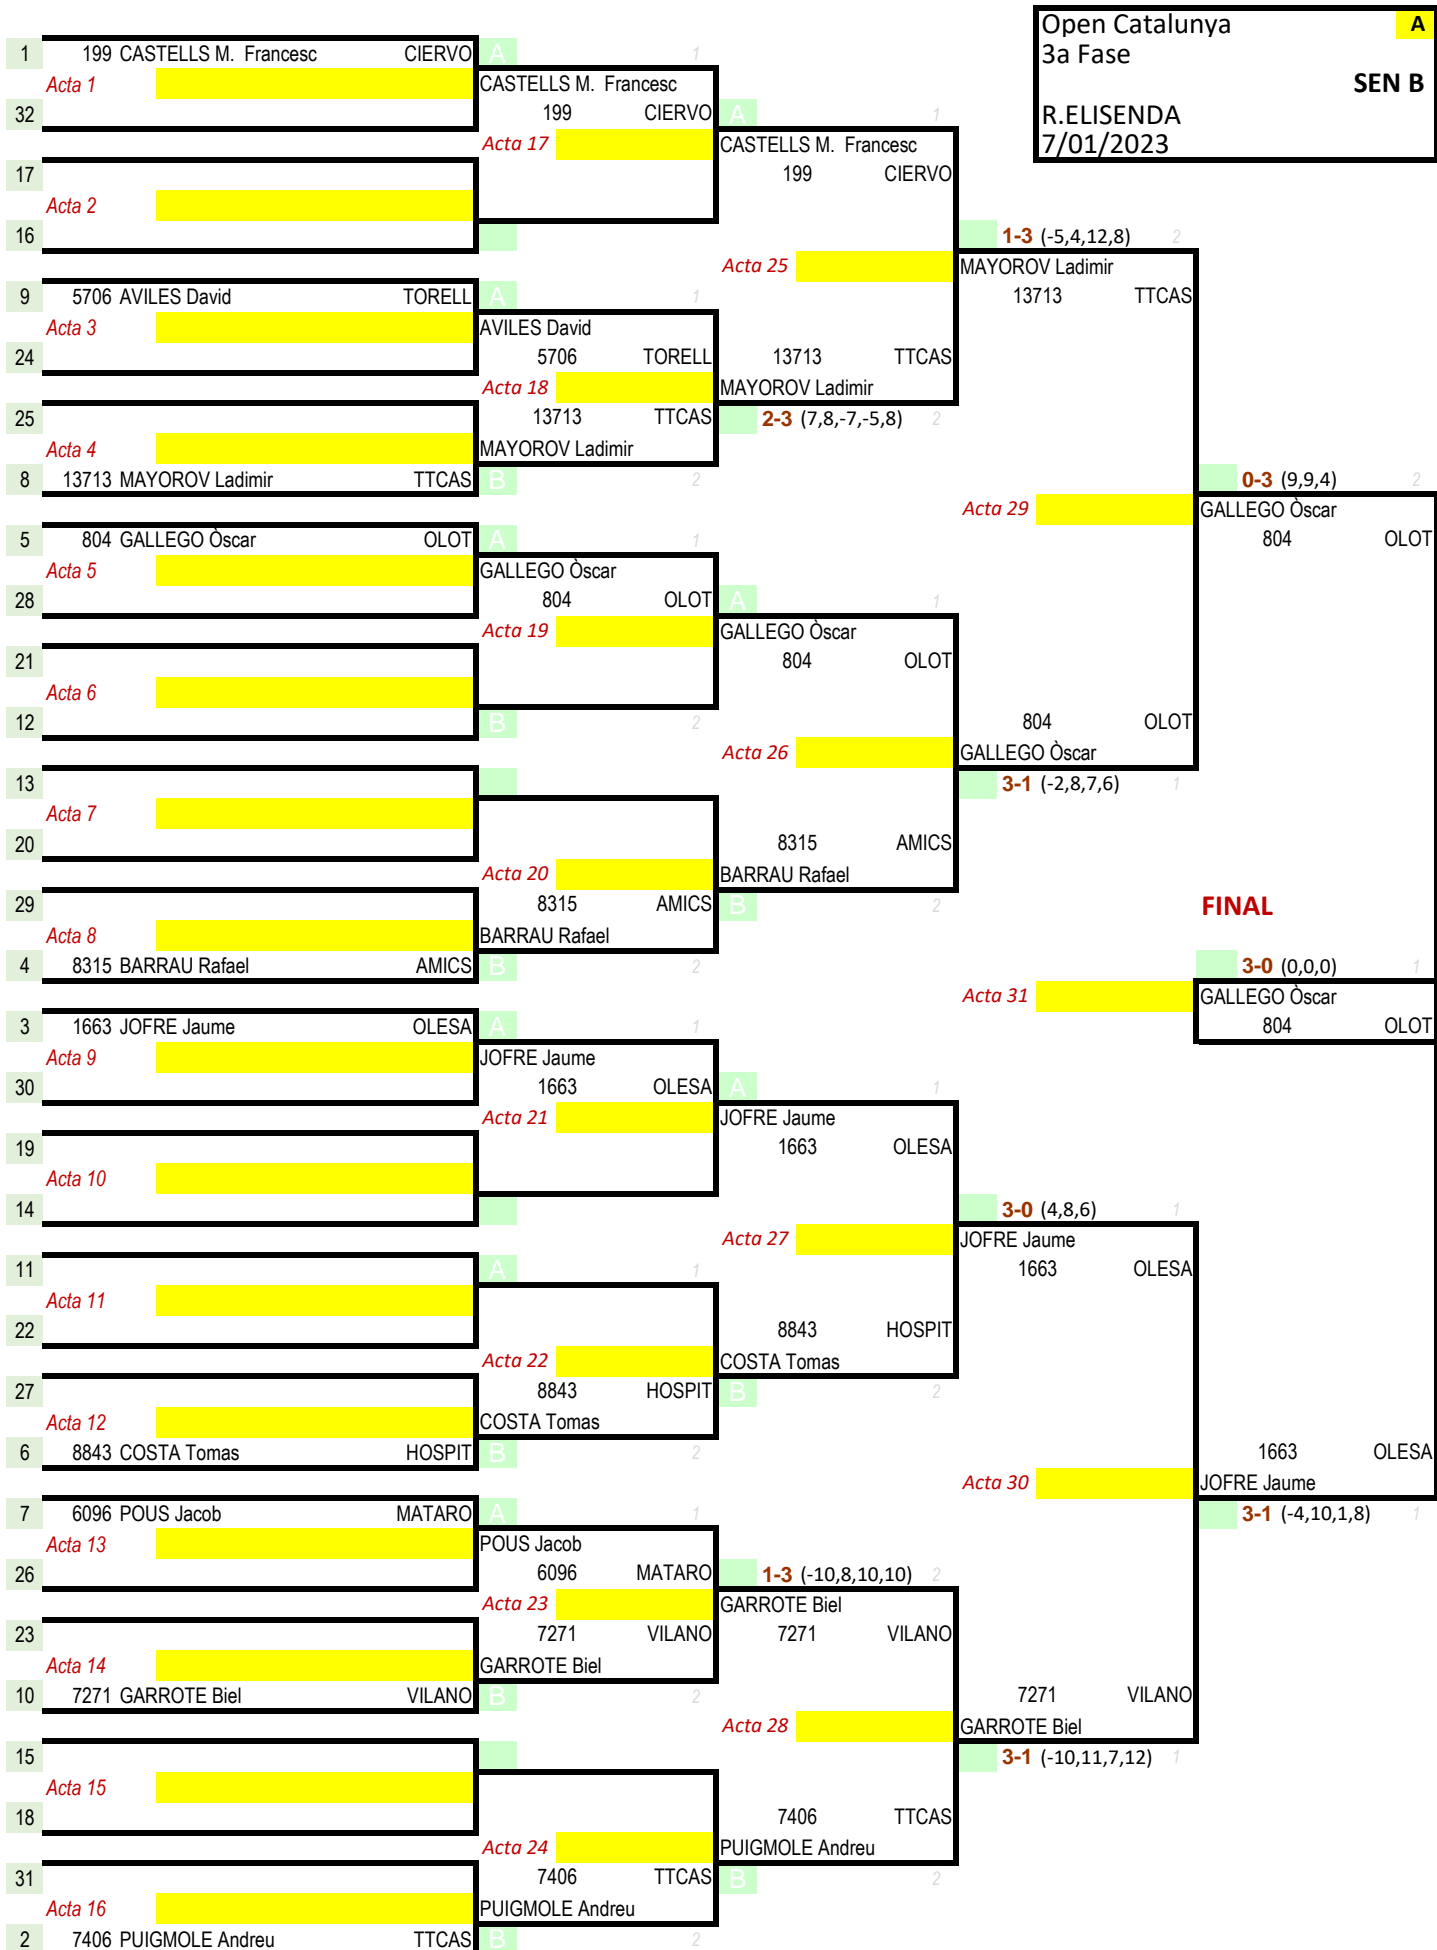 Open Catalunya A
3a Fase
SEN B
R.ELISENDA
7/01/2023
1 199 CASTELLS M. Francesc CIERVO A 1
Acta 1 CASTELLS M. Francesc
32 199 CIERVO A 1
Acta 17 CASTELLS M. Francesc
17 199 CIERVO
Acta 2
16 1-3 (-5,4,12,8) 2
Acta 25 MAYOROV Ladimir
9 5706 AVILES David TORELL A 1 13713 TTCAS
Acta 3 AVILES David
24 5706 TORELL 13713 TTCAS
Acta 18 MAYOROV Ladimir
25 13713 TTCAS 2-3 (7,8,-7,-5,8) 2
Acta 4 MAYOROV Ladimir
8 13713 MAYOROV Ladimir TTCAS B 2 0-3 (9,9,4) 2
Acta 29 GALLEGO Òscar
5 804 GALLEGO Òscar OLOT A 1 804 OLOT
Acta 5 GALLEGO Òscar
28 804 OLOT A 1
Acta 19 GALLEGO Òscar
21 804 OLOT
Acta 6
12 B 2 804 OLOT
Acta 26 GALLEGO Òscar
13 3-1 (-2,8,7,6) 1
Acta 7
20 8315 AMICS
Acta 20 BARRAU Rafael
29 8315 AMICS B 2 FINAL
Acta 8 BARRAU Rafael
4 8315 BARRAU Rafael AMICS B 2 3-0 (0,0,0) 1
Acta 31 GALLEGO Òscar
3 1663 JOFRE Jaume OLESA A 1 804 OLOT
Acta 9 JOFRE Jaume
30 1663 OLESA A 1
Acta 21 JOFRE Jaume
19 1663 OLESA
Acta 10
14 3-0 (4,8,6) 1
Acta 27 JOFRE Jaume
11 A 1 1663 OLESA
Acta 11
22 8843 HOSPIT
Acta 22 COSTA Tomas
27 8843 HOSPIT B 2
Acta 12 COSTA Tomas
6 8843 COSTA Tomas HOSPIT B 2 1663 OLESA
Acta 30 JOFRE Jaume
7 6096 POUS Jacob MATARO A 1 3-1 (-4,10,1,8) 1
Acta 13 POUS Jacob
26 6096 MATARO 1-3 (-10,8,10,10) 2
Acta 23 GARROTE Biel
23 7271 VILANO 7271 VILANO
Acta 14 GARROTE Biel
10 7271 GARROTE Biel VILANO B 2 7271 VILANO
Acta 28 GARROTE Biel
15 3-1 (-10,11,7,12) 1
Acta 15
18 7406 TTCAS
Acta 24 PUIGMOLE Andreu
31 7406 TTCAS B 2
Acta 16 PUIGMOLE Andreu
2 7406 PUIGMOLE Andreu TTCAS B 2